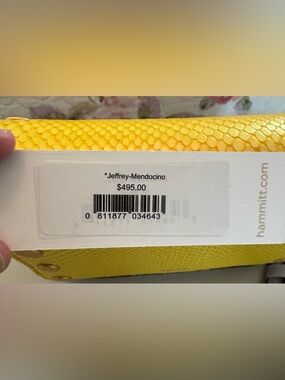 *Jeffrey-Mendocino
$495.00
0 811877 034643
hammitt.com